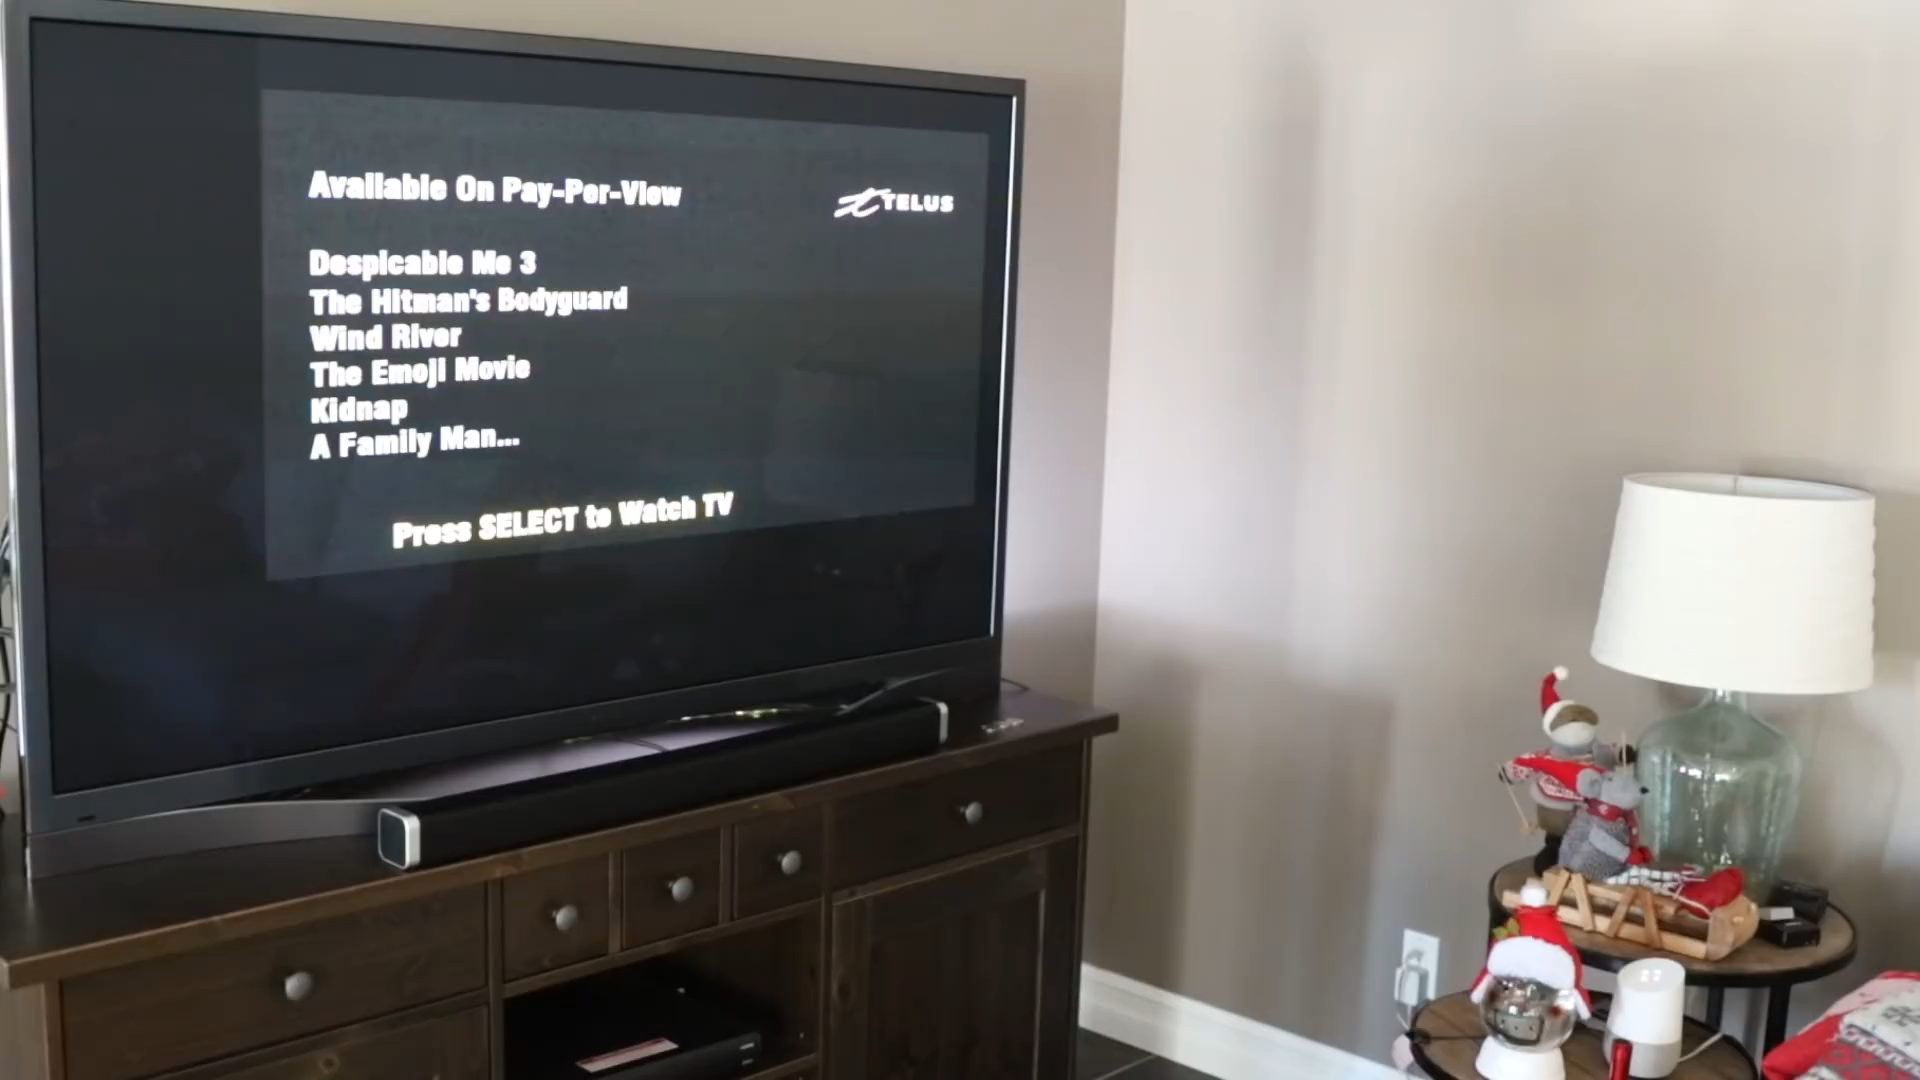 Available On Pay-Per-View
TELUS
Despicable Me 3
The Hitman's Bodyguard
Wind River
The Emoji Movie
Kidnap
A Family Man...
Press SELECT to Watch TV